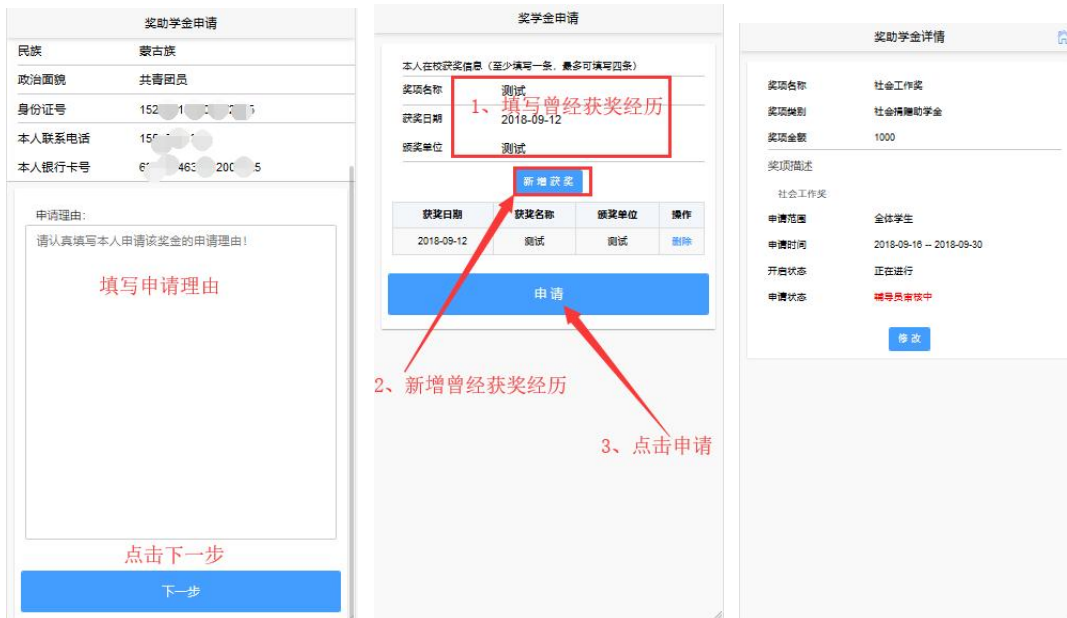 奖助学金申请
民族 蒙古族
政治面貌 共青团员
身份证号
本人联系电话
本人银行卡号
申请理由:
请认真填写本人申请该奖金的申请理由!
填写申请理由
点击下一步
下一步
奖学金申请
本人在校获奖信息(至少填写一条,最多可填写四条)
奖项名称 测试
1、填写曾经获奖经历
获奖日期 2018-09-12
颁奖单位 测试
新增获奖
获奖日期 获奖名称 颁奖单位 操作
2018-09-12 测试 测试 删除
申请
2、新增曾经获奖经历
3、点击申请
奖助学金详情
奖项名称 社会工作奖
奖项类别 社会捐赠助学金
奖项金额 1000
奖项描述
社会工作奖
申请范围 全体学生
申请时间 2018-09-16 -- 2018-09-30
开启状态 正在进行
申请状态 辅导员审核中
修改